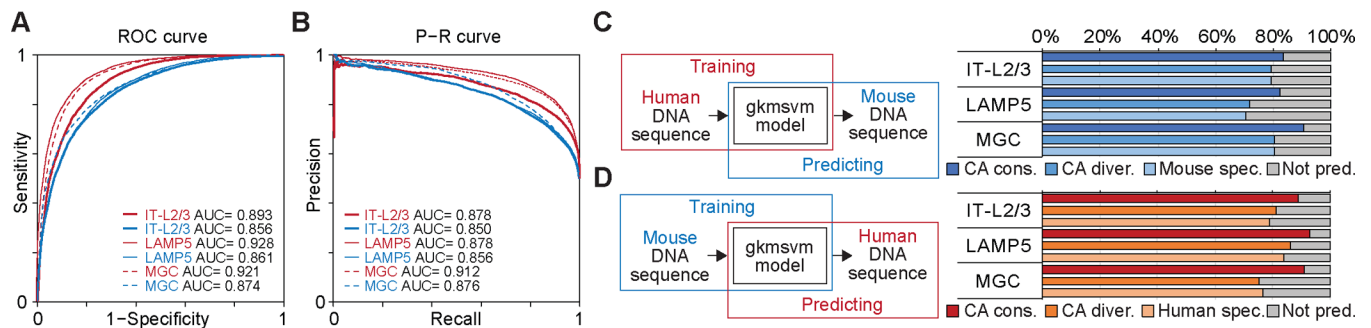 A
ROC curve
1
Sensitivity
0
1−Specificity
1
IT-L2/3 AUC= 0.893
IT-L2/3 AUC= 0.856
LAMP5 AUC= 0.928
LAMP5 AUC= 0.861
MGC AUC= 0.921
MGC AUC= 0.874
B
P−R curve
1
Precision
0
Recall
1
IT-L2/3 AUC= 0.878
IT-L2/3 AUC= 0.850
LAMP5 AUC= 0.878
LAMP5 AUC= 0.856
MGC AUC= 0.912
MGC AUC= 0.876
C
Training
Human
DNA
sequence
gkmsvm
model
Mouse
DNA
sequence
Predicting
0% 20% 40% 60% 80% 100%
IT-L2/3
LAMP5
MGC
CA cons. CA diver. Mouse spec. Not pred.
D
Training
Mouse
DNA
sequence
gkmsvm
model
Human
DNA
sequence
Predicting
IT-L2/3
LAMP5
MGC
CA cons. CA diver. Human spec. Not pred.